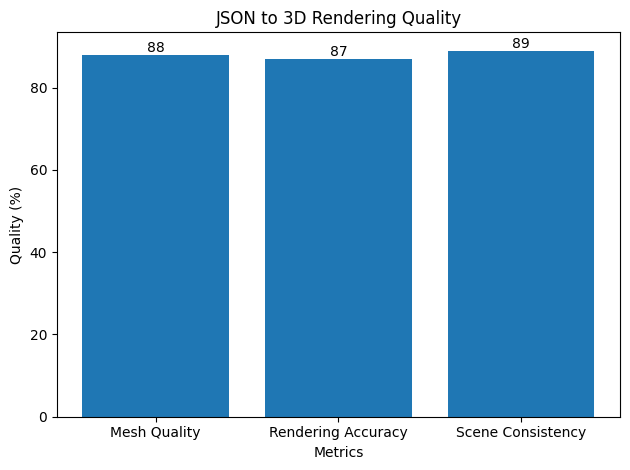 JSON to 3D Rendering Quality
88
87
89
Quality (%)
80
60
40
20
0
Mesh Quality
Rendering Accuracy
Scene Consistency
Metrics